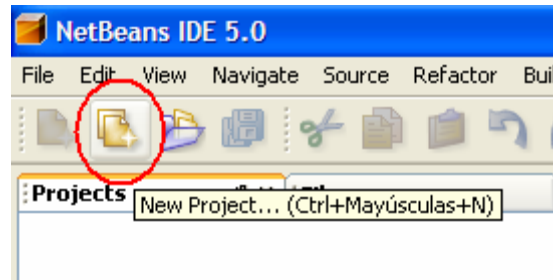 NetBeans IDE 5.0
File Edit View Navigate Source Refactor
Projects
New Project... (Ctrl+Mayúsculas+N)